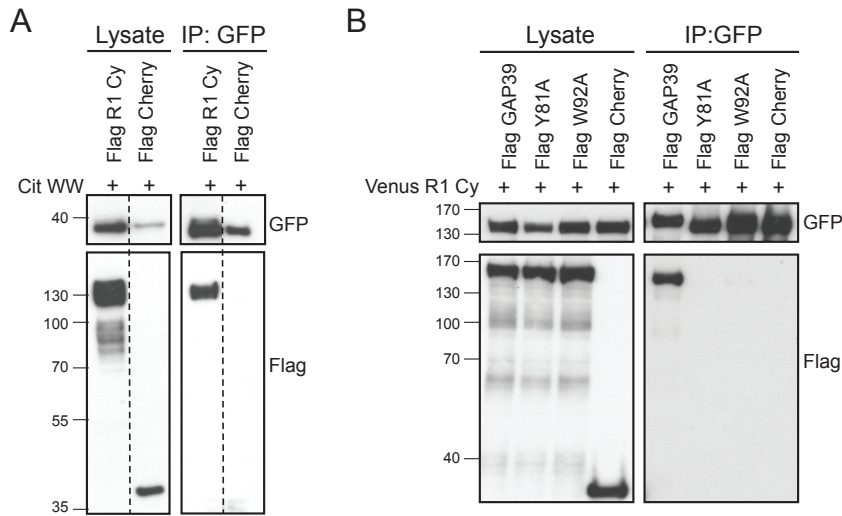 A
Lysate
IP: GFP
Flag R1 Cy
Flag Cherry
Flag R1 Cy
Flag Cherry
Cit WW
+
+
+
+
40
GFP
130
100
70
55
35
Flag
B
Lysate
IP:GFP
Flag GAP39
Flag Y81A
Flag W92A
Flag Cherry
Flag GAP39
Flag Y81A
Flag W92A
Flag Cherry
Venus R1 Cy
+
+
+
+
+
+
+
+
170
130
GFP
170
130
100
70
40
Flag